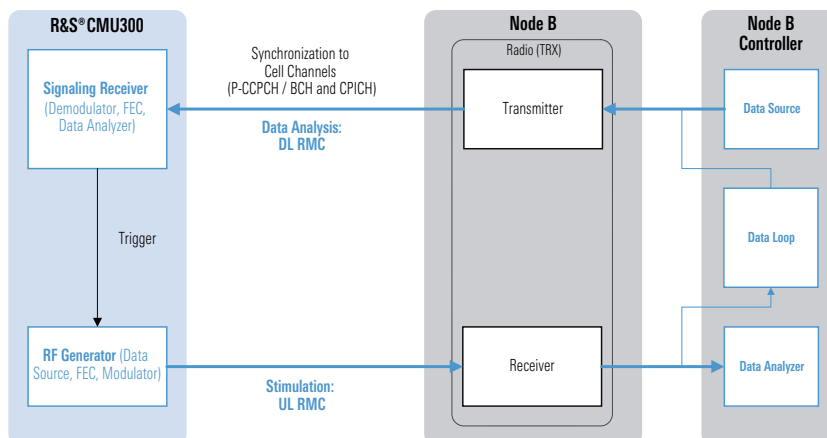 R&S®CMU300
Node B
Node B
Controller
Radio (TRX)
Synchronization to
Cell Channels
(P-CCPCH / BCH and CPICH)
Signaling Receiver
(Demodulator, FEC,
Data Analyzer)
Transmitter
Data Source
Data Analysis:
DL RMC
Trigger
Data Loop
RF Generator (Data
Source, FEC, Modulator)
Receiver
Data Analyzer
Stimulation:
UL RMC